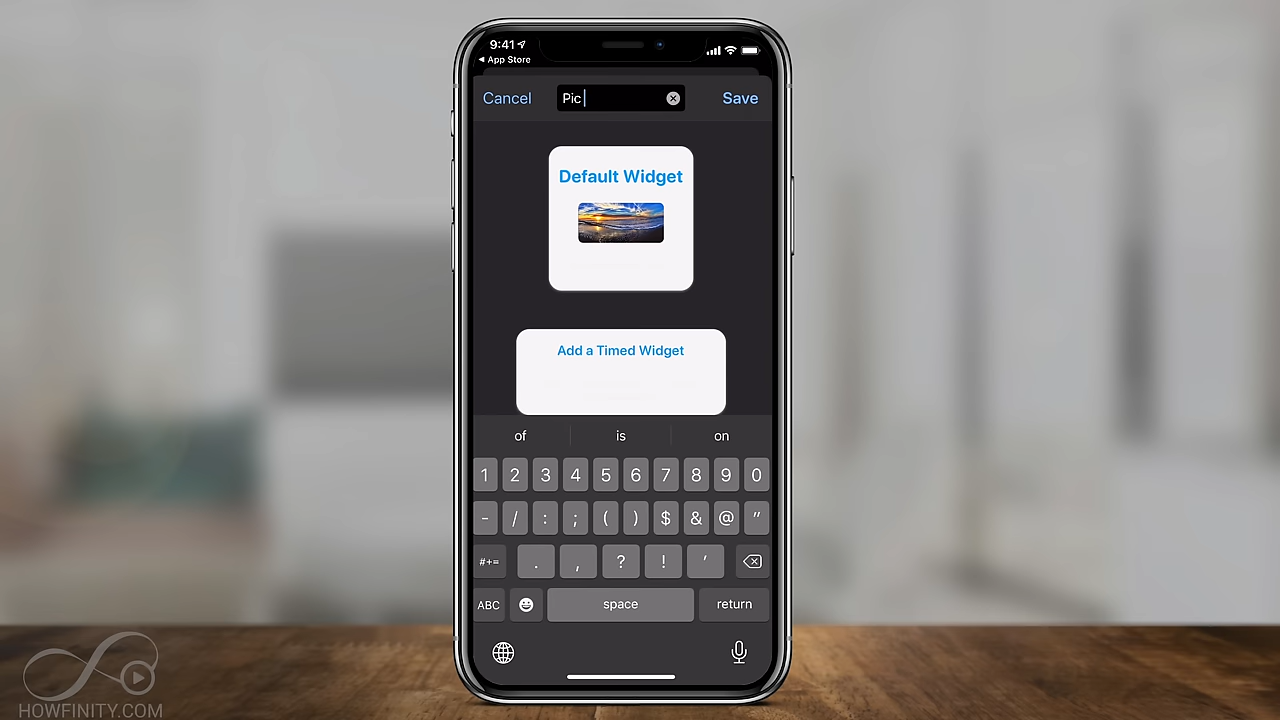 9:41
◀ App Store
Cancel
Pic
Save
Default Widget
Add a Timed Widget
of is on
1 2 3 4 5 6 7 8 9 0
- / : ; ( ) $ & @ "
#+= . , ? ! '
ABC space return
HOWFINITY.COM